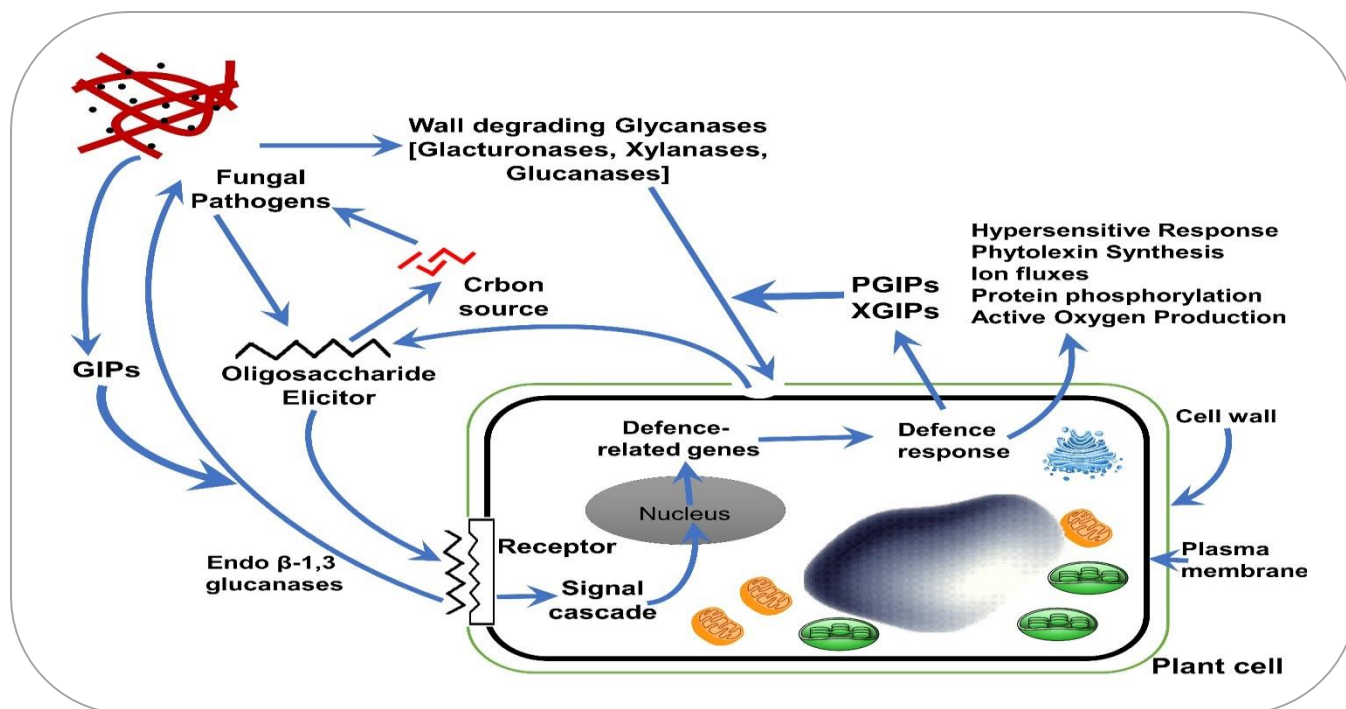 Wall degrading Glycanases
[Glacturonases, Xylanases,
Glucanases]
Fungal
Pathogens
Hypersensitive Response
Phytolexin Synthesis
Ion fluxes
Protein phosphorylation
Active Oxygen Production
PGIPs
XGIPs
Crbon
source
GIPs
Oligosaccharide
Elicitor
Cell wall
Defence-
related genes
Defence
response
Nucleus
Receptor
Endo β-1,3
glucanases
Signal
cascade
Plasma
membrane
Plant cell